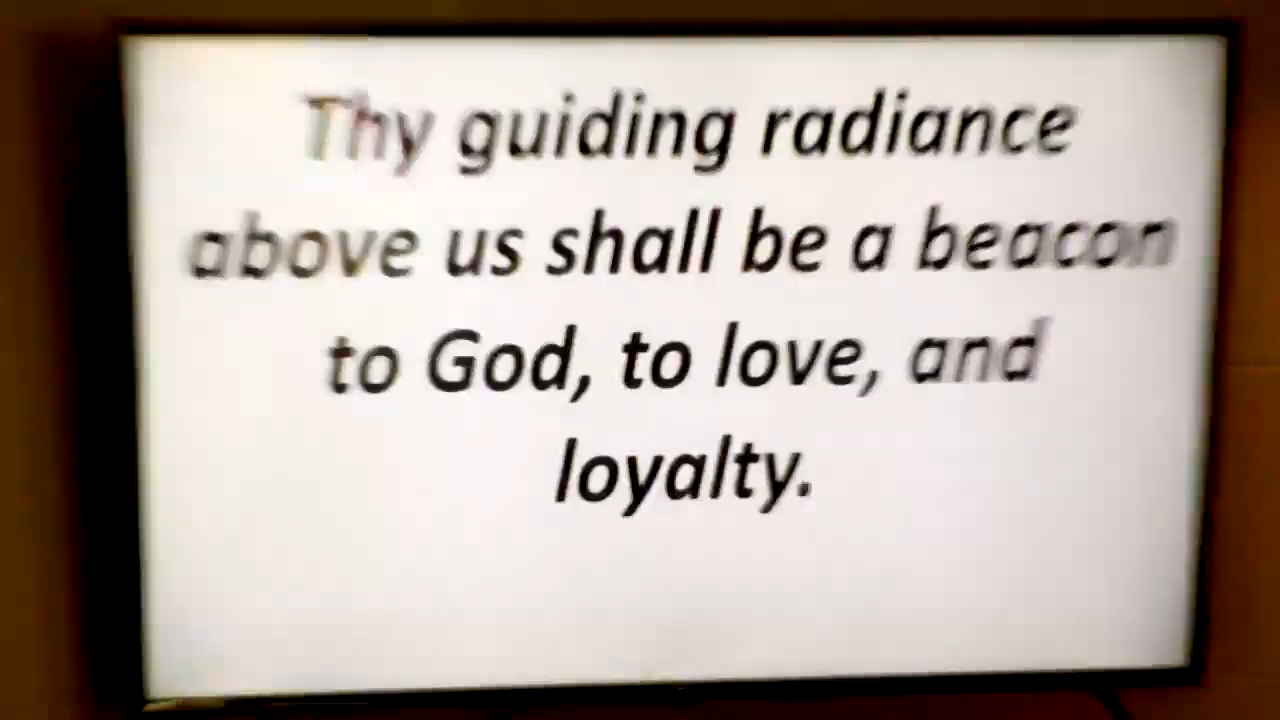 Thy guiding radiance
above us shall be a beacon
to God, to love, and
loyalty.